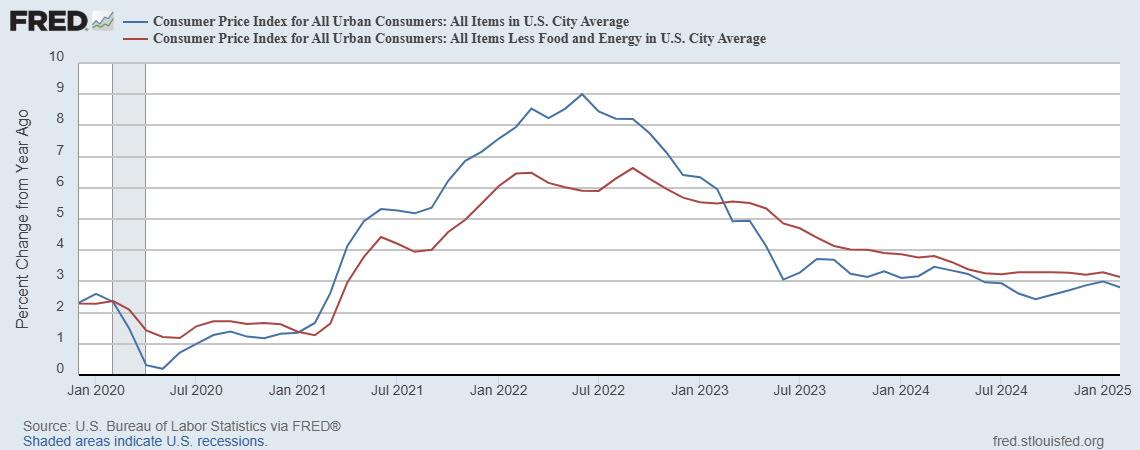 FRED
Consumer Price Index for All Urban Consumers: All Items in U.S. City Average
Consumer Price Index for All Urban Consumers: All Items Less Food and Energy in U.S. City Average
Percent Change from Year Ago
10
9
8
7
6
5
4
3
2
1
0
Jan 2020 Jul 2020 Jan 2021 Jul 2021 Jan 2022 Jul 2022 Jan 2023 Jul 2023 Jan 2024 Jul 2024 Jan 2025
Source: U.S. Bureau of Labor Statistics via FRED®
Shaded areas indicate U.S. recessions.
fred.stlouisfed.org